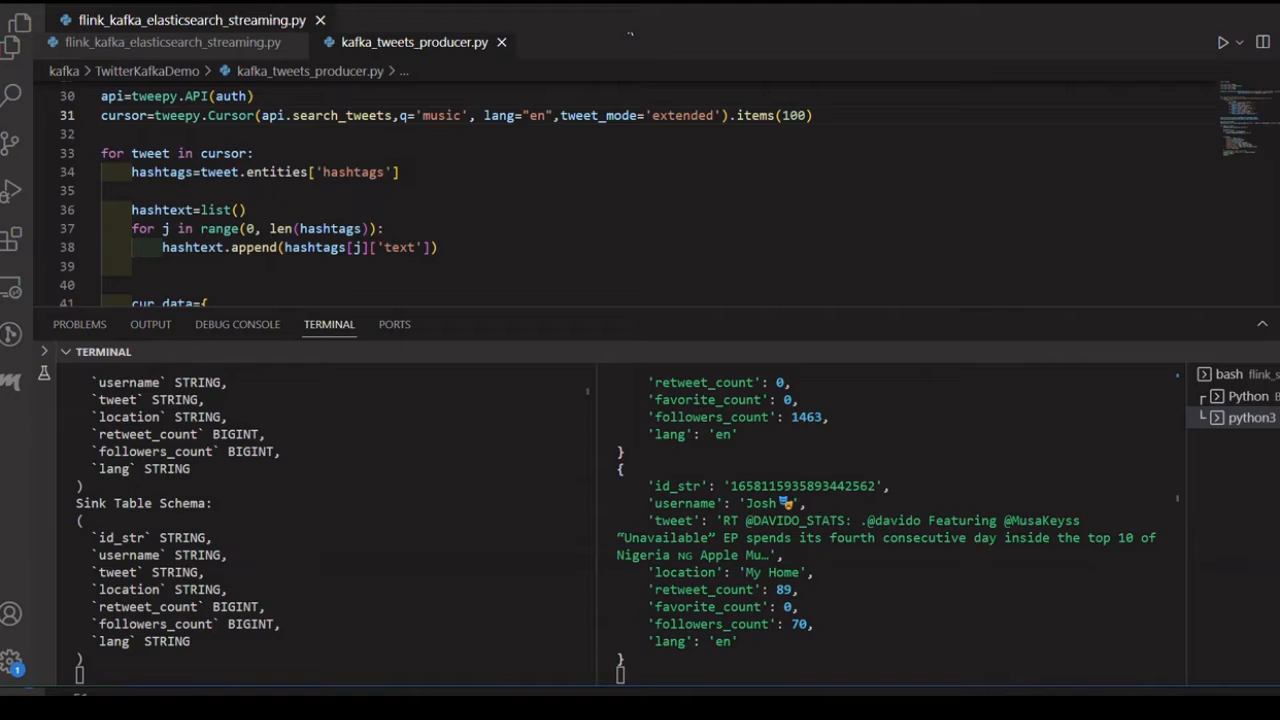 flink_kafka_elasticsearch_streaming.py
flink_kafka_elasticsearch_streaming.py kafka_tweets_producer.py
kafka > TwitterKafkaDemo > kafka_tweets_producer.py > ...
30 api=tweepy.API(auth)
31 cursor=tweepy.Cursor(api.search_tweets,q='music', lang="en",tweet_mode='extended').items(100)
32
33 for tweet in cursor:
34 hashtags=tweet.entities['hashtags']
35
36 hashtext=list()
37 for j in range(0, len(hashtags)):
38 hashtext.append(hashtags[j]['text'])
39
40
41 cur_data={
PROBLEMS OUTPUT DEBUG CONSOLE TERMINAL PORTS
TERMINAL
`username` STRING,
`tweet` STRING,
`location` STRING,
`retweet_count` BIGINT,
`followers_count` BIGINT,
`lang` STRING
)
Sink Table Schema:
(
`id_str` STRING,
`username` STRING,
`tweet` STRING,
`location` STRING,
`retweet_count` BIGINT,
`followers_count` BIGINT,
`lang` STRING
)
'retweet_count': 0,
'favorite_count': 0,
'followers_count': 1463,
'lang': 'en'
}
{
'id_str': '1658115935893442562',
'username': 'Josh🎭',
'tweet': 'RT @DAVIDO_STATS: .@davido Featuring @MusaKeyss
“Unavailable” EP spends its fourth consecutive day inside the top 10 of
Nigeria NG Apple Mu…',
'location': 'My Home',
'retweet_count': 89,
'favorite_count': 0,
'followers_count': 70,
'lang': 'en'
}
bash flink_s
Python
python3
1